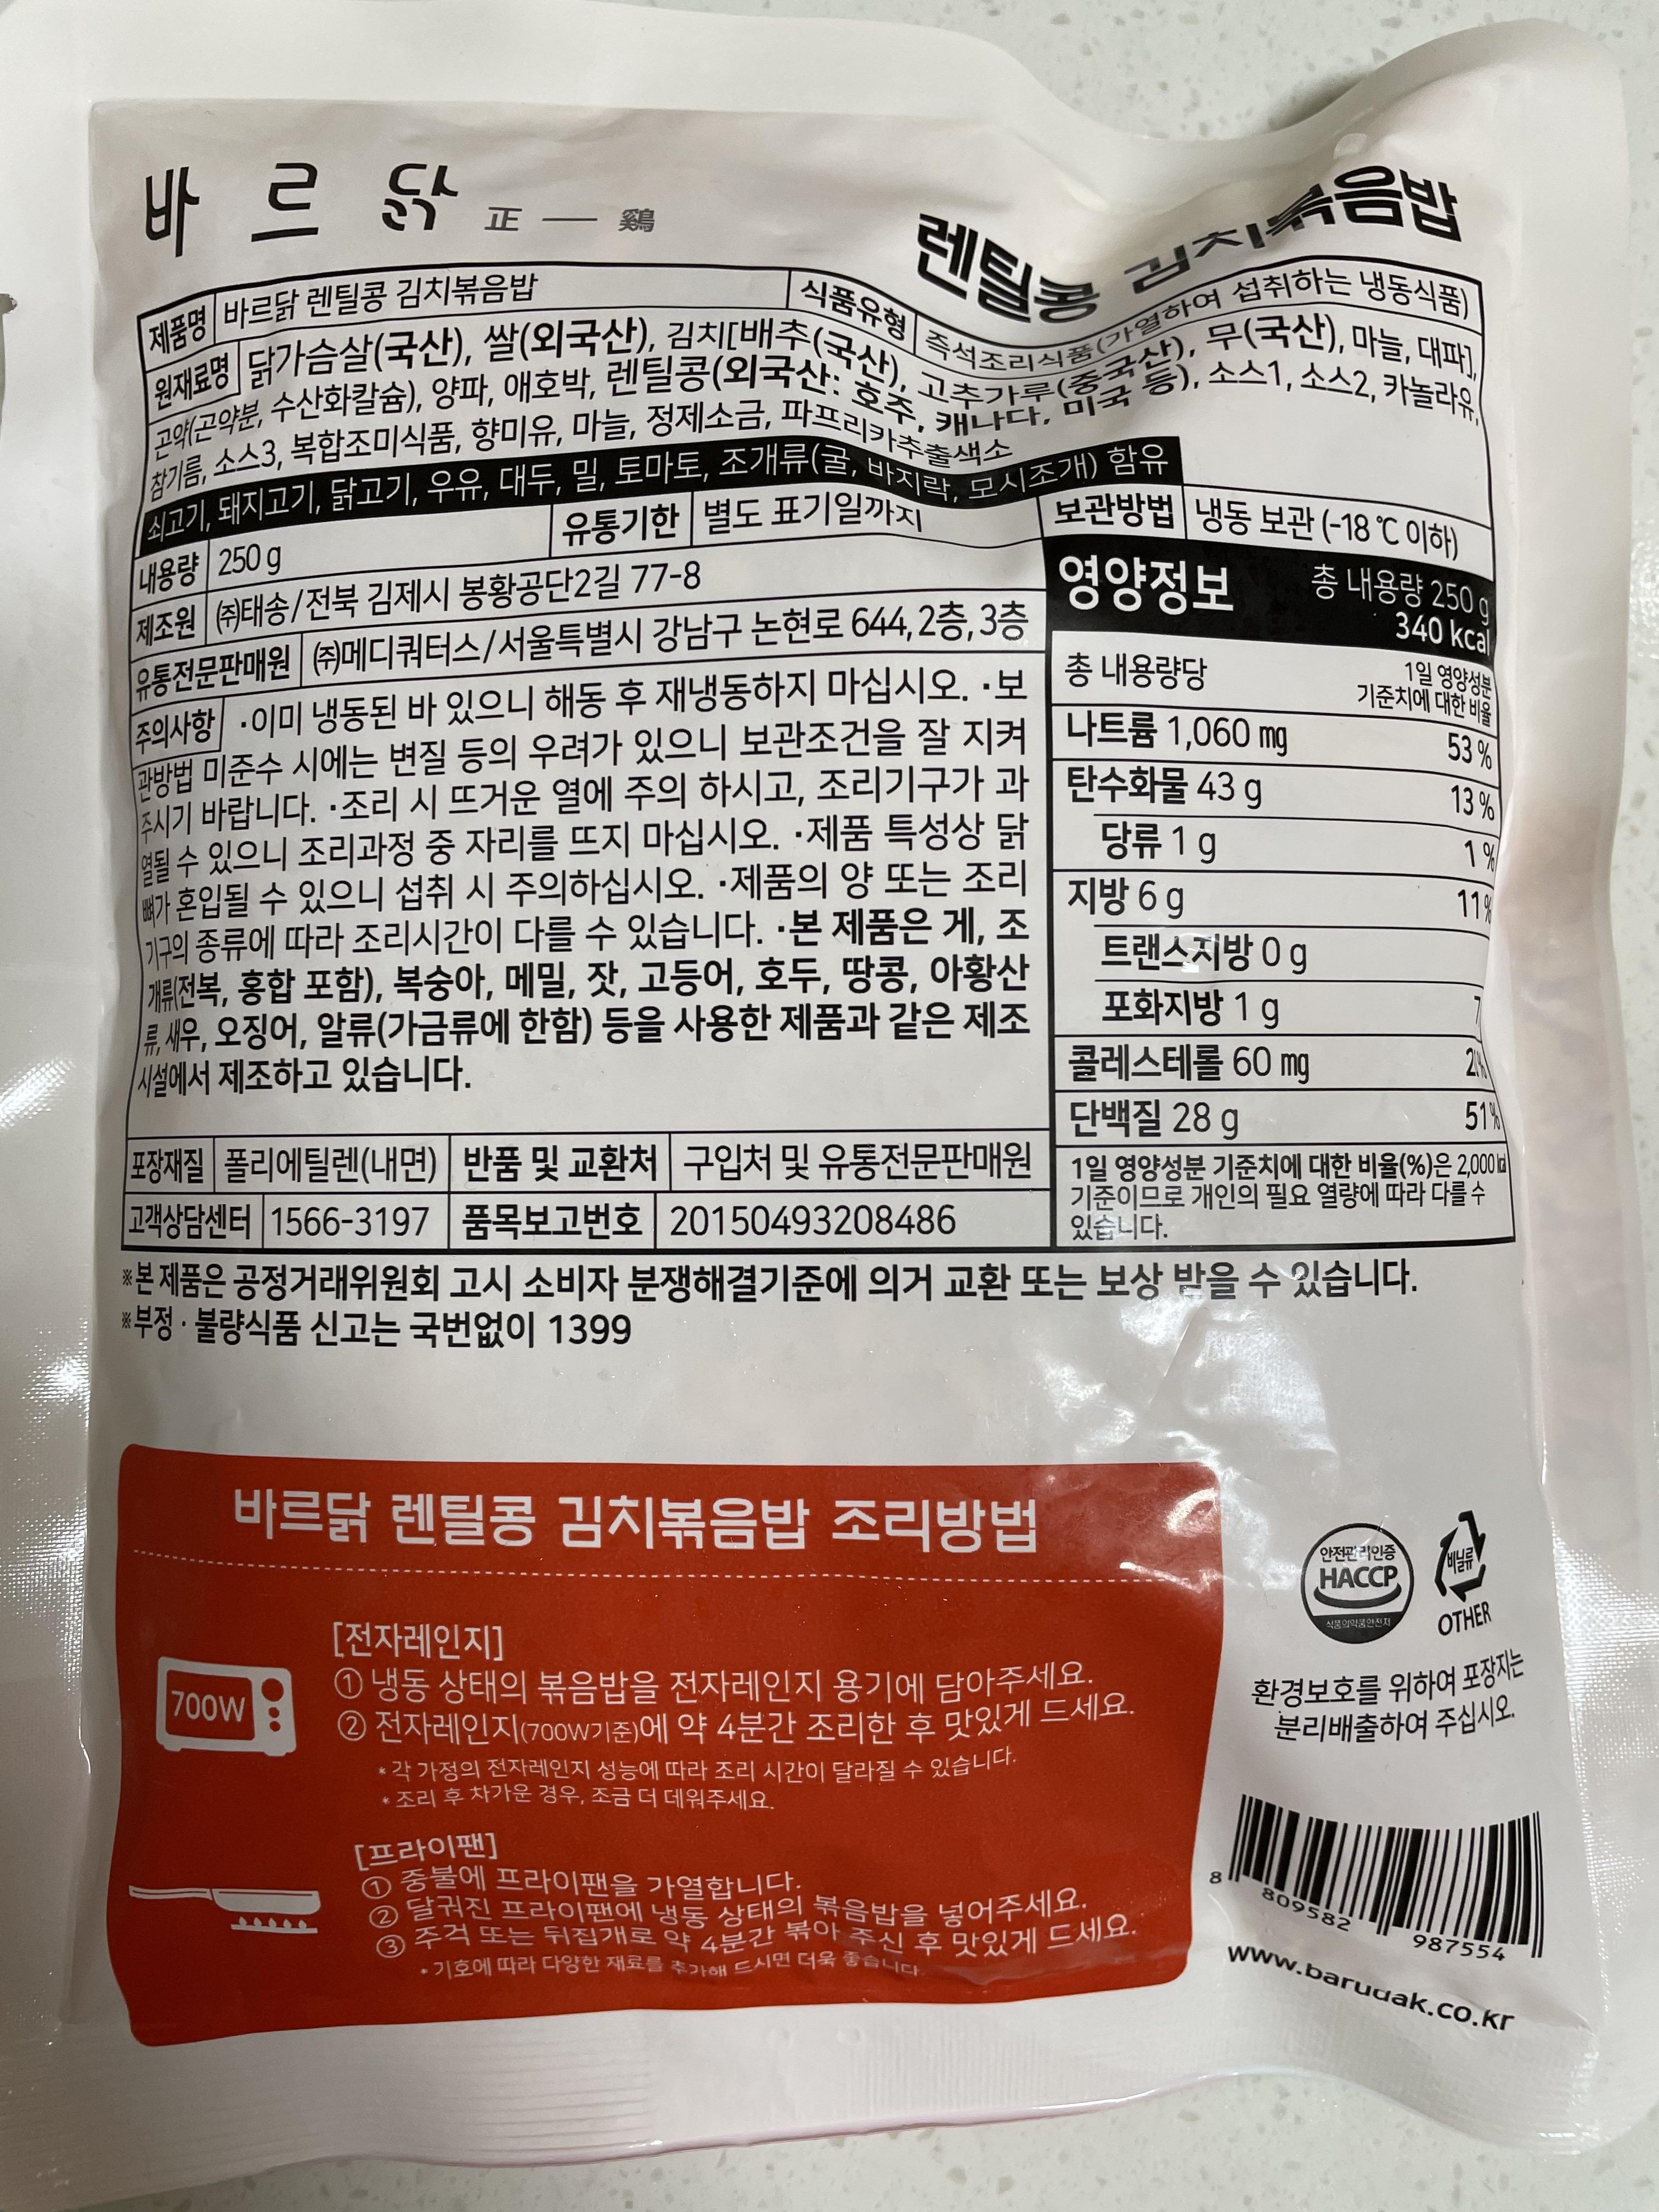 바르닭 正 — 鷄
렌틸콩 김치볶음밥
제품명 바르닭 렌틸콩 김치볶음밥 식품유형 즉석조리식품(가열하여 섭취하는 냉동식품)
원재료명 닭가슴살(국산), 쌀(외국산), 김치[배추(국산), 고추가루(중국산), 무(국산), 마늘, 대파],
곤약(곤약분, 수산화칼슘), 양파, 애호박, 렌틸콩(외국산: 호주, 캐나다, 미국 등), 소스1, 소스2, 카놀라유,
참기름, 소스3, 복합조미식품, 향미유, 마늘, 정제소금, 파프리카추출색소
쇠고기, 돼지고기, 닭고기, 우유, 대두, 밀, 토마토, 조개류(굴, 바지락, 모시조개) 함유
내용량 250 g 유통기한 별도 표기일까지 보관방법 냉동 보관 (-18 ℃ 이하)
제조원 ㈜태송/전북 김제시 봉황공단2길 77-8
유통전문판매원 ㈜메디쿼터스/서울특별시 강남구 논현로 644, 2층, 3층
주의사항 ·이미 냉동된 바 있으니 해동 후 재냉동하지 마십시오. ·보
관방법 미준수 시에는 변질 등의 우려가 있으니 보관조건을 잘 지켜
주시기 바랍니다. ·조리 시 뜨거운 열에 주의 하시고, 조리기구가 과
열될 수 있으니 조리과정 중 자리를 뜨지 마십시오. ·제품 특성상 닭
뼈가 혼입될 수 있으니 섭취 시 주의하십시오. ·제품의 양 또는 조리
기구의 종류에 따라 조리시간이 다를 수 있습니다. ·본 제품은 게, 조
개류(전복, 홍합 포함), 복숭아, 메밀, 잣, 고등어, 호두, 땅콩, 아황산
류, 새우, 오징어, 알류(가금류에 한함) 등을 사용한 제품과 같은 제조
시설에서 제조하고 있습니다.
포장재질 폴리에틸렌(내면) 반품 및 교환처 구입처 및 유통전문판매원
고객상담센터 1566-3197 품목보고번호 20150493208486
영양정보 총 내용량 250 g
340 kcal
총 내용량당 1일 영양성분
기준치에 대한 비율
나트륨 1,060 mg 53 %
탄수화물 43 g 13 %
당류 1 g 1 %
지방 6 g 11 %
트랜스지방 0 g
포화지방 1 g 7
콜레스테롤 60 mg
단백질 28 g 51 %
1일 영양성분 기준치에 대한 비율(%)은 2,000 kcal
기준이므로 개인의 필요 열량에 따라 다를 수
있습니다.
※본 제품은 공정거래위원회 고시 소비자 분쟁해결기준에 의거 교환 또는 보상 받을 수 있습니다.
※부정·불량식품 신고는 국번없이 1399
바르닭 렌틸콩 김치볶음밥 조리방법
700W
[전자레인지]
① 냉동 상태의 볶음밥을 전자레인지 용기에 담아주세요.
② 전자레인지(700W기준)에 약 4분간 조리한 후 맛있게 드세요.
* 각 가정의 전자레인지 성능에 따라 조리 시간이 달라질 수 있습니다.
* 조리 후 차가운 경우, 조금 더 데워주세요.
[프라이팬]
① 중불에 프라이팬을 가열합니다.
② 달궈진 프라이팬에 냉동 상태의 볶음밥을 넣어주세요.
③ 주걱 또는 뒤집개로 약 4분간 볶아 주신 후 맛있게 드세요.
* 기호에 따라 다양한 재료를 추가해 드시면 더욱 좋습니다.
안전관리인증
HACCP
식품의약품안전처
비닐류
OTHER
환경보호를 위하여 포장지는
분리배출하여 주십시오.
8 809582 987554
www.barudak.co.kr